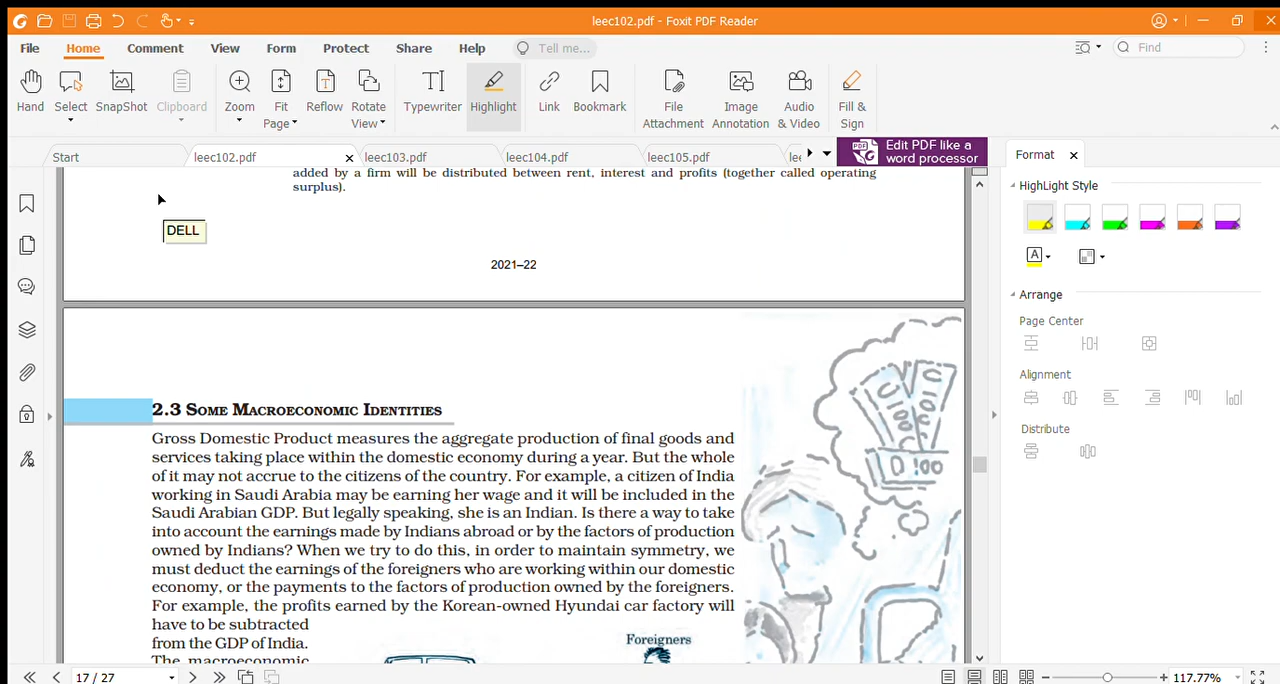 leec102.pdf - Foxit PDF Reader
File Home Comment View Form Protect Share Help Tell me... Find
Hand Select SnapShot Clipboard Zoom Fit Page Reflow Rotate View Typewriter Highlight Link Bookmark File Attachment Image Annotation Audio & Video Fill & Sign
Start leec102.pdf leec103.pdf leec104.pdf leec105.pdf
Edit PDF like a
word processor
added by a firm will be distributed between rent, interest and profits (together called operating
surplus).
DELL
2021–22
2.3 SOME MACROECONOMIC IDENTITIES
Gross Domestic Product measures the aggregate production of final goods and
services taking place within the domestic economy during a year. But the whole
of it may not accrue to the citizens of the country. For example, a citizen of India
working in Saudi Arabia may be earning her wage and it will be included in the
Saudi Arabian GDP. But legally speaking, she is an Indian. Is there a way to take
into account the earnings made by Indians abroad or by the factors of production
owned by Indians? When we try to do this, in order to maintain symmetry, we
must deduct the earnings of the foreigners who are working within our domestic
economy, or the payments to the factors of production owned by the foreigners.
For example, the profits earned by the Korean-owned Hyundai car factory will
have to be subtracted
from the GDP of India.
The macroeconomic
Foreigners
Format
HighLight Style
Arrange
Page Center
Alignment
Distribute
17 / 27
117.77%